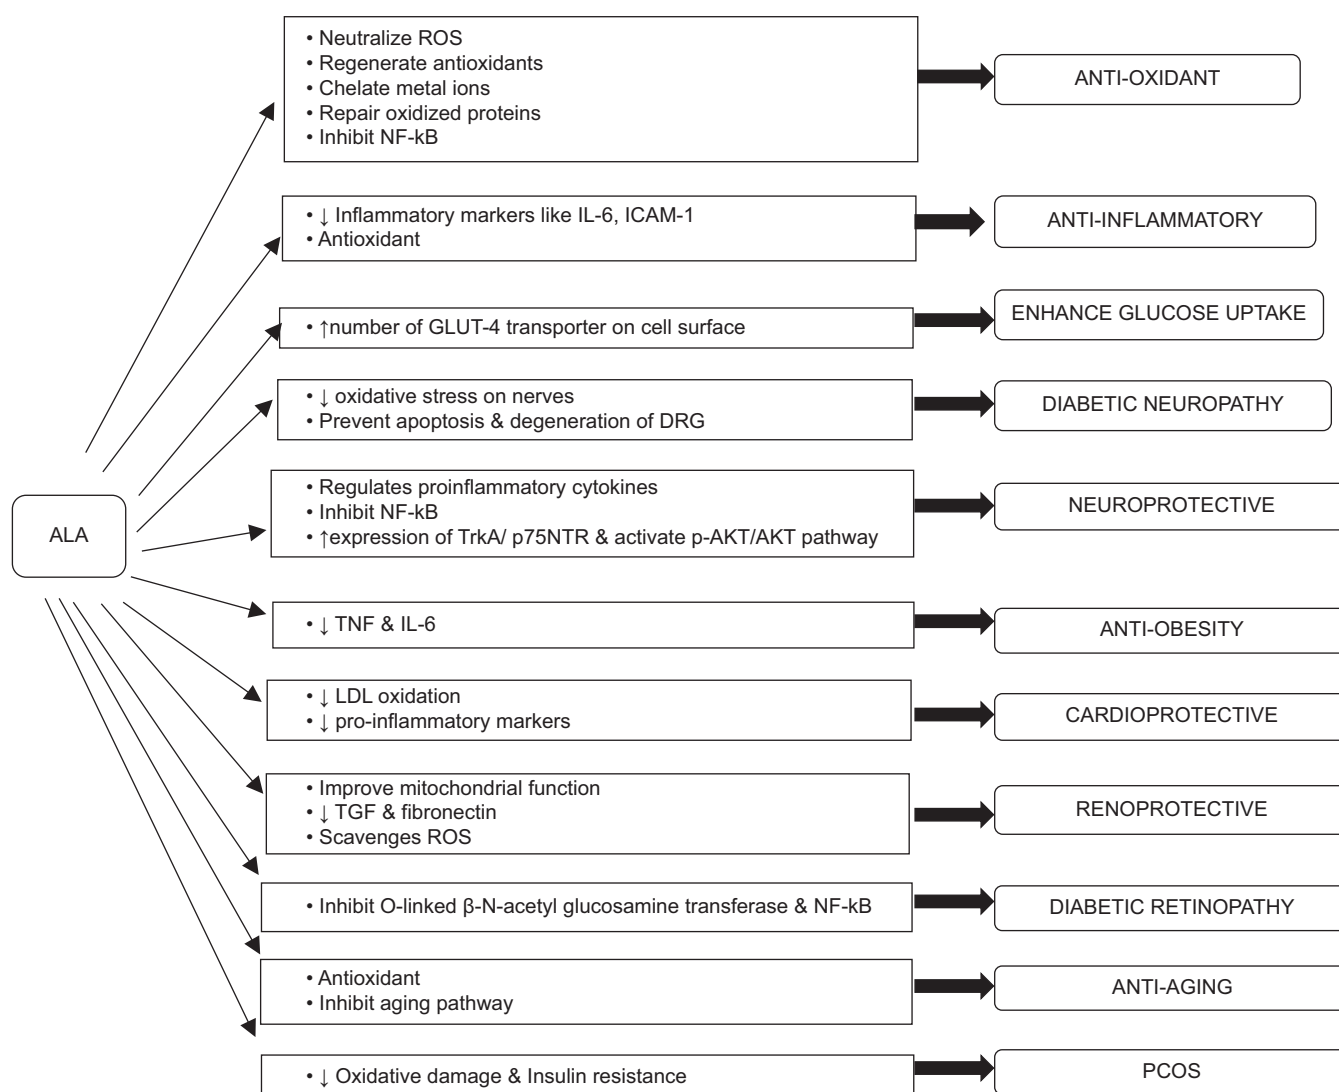 • Neutralize ROS
• Regenerate antioxidants
• Chelate metal ions
• Repair oxidized proteins
• Inhibit NF-kB
ANTI-OXIDANT
• ↓ Inflammatory markers like IL-6, ICAM-1
• Antioxidant
ANTI-INFLAMMATORY
• ↑number of GLUT-4 transporter on cell surface
ENHANCE GLUCOSE UPTAKE
• ↓ oxidative stress on nerves
• Prevent apoptosis & degeneration of DRG
DIABETIC NEUROPATHY
ALA
• Regulates proinflammatory cytokines
• Inhibit NF-kB
• ↑expression of TrkA/ p75NTR & activate p-AKT/AKT pathway
NEUROPROTECTIVE
• ↓ TNF & IL-6
ANTI-OBESITY
• ↓ LDL oxidation
• ↓ pro-inflammatory markers
CARDIOPROTECTIVE
• Improve mitochondrial function
• ↓ TGF & fibronectin
• Scavenges ROS
RENOPROTECTIVE
• Inhibit O-linked β-N-acetyl glucosamine transferase & NF-kB
DIABETIC RETINOPATHY
• Antioxidant
• Inhibit aging pathway
ANTI-AGING
• ↓ Oxidative damage & Insulin resistance
PCOS